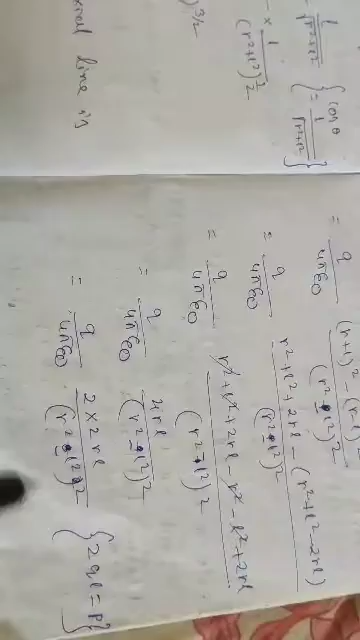 1/√(r²+l²) { cos θ = 1/√(r²+l²) }
× 1/(r²+l²)½
)3/2
axial line is
= q/4πε₀ (r+l)² - (r-l)²/(r²-l²)²
= q/4πε₀ r²+l²+2rl - (r²+l²-2rl)/(r²-l²)²
= q/4πε₀ r²+l²+2rl-r²-l²+2rl/(r²-l²)²
= q/4πε₀ 4rl/(r²-l²)²
= q/4πε₀ 2×2rl/(r²-l²)² { 2ql = P }